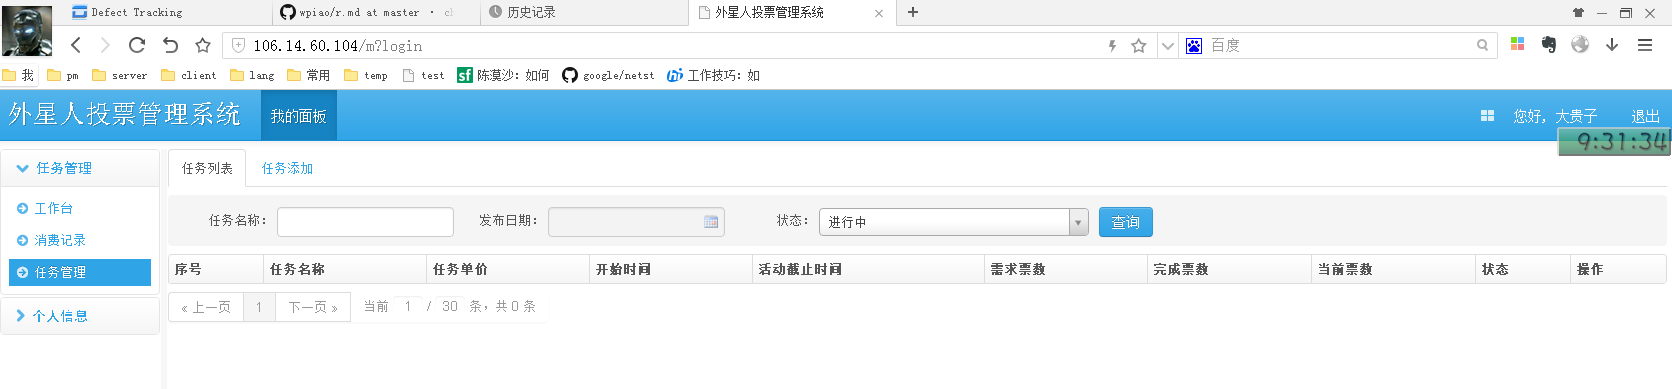 Defect Tracking
wpiao/r.md at master ·
历史记录
外星人投票管理系统
106.14.60.104/m?login
百度
我
pm
server
client
lang
常用
temp
test
陈漠沙：如何
google/netst
工作技巧：如
外星人投票管理系统
我的面板
您好, 大贵子
退出
9:31:34
任务管理
工作台
消费记录
任务管理
个人信息
任务列表
任务添加
任务名称：
发布日期：
状态：
进行中
查询
序号 任务名称 任务单价 开始时间 活动截止时间 需求票数 完成票数 当前票数 状态 操作
« 上一页 1 下一页 » 当前 1 / 30 条，共 0 条